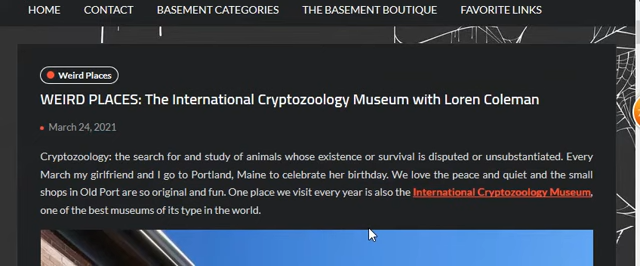 HOME CONTACT BASEMENT CATEGORIES THE BASEMENT BOUTIQUE FAVORITE LINKS
Weird Places
WEIRD PLACES: The International Cryptozoology Museum with Loren Coleman
March 24, 2021
Cryptozoology: the search for and study of animals whose existence or survival is disputed or unsubstantiated. Every
March my girlfriend and I go to Portland, Maine to celebrate her birthday. We love the peace and quiet and the small
shops in Old Port are so original and fun. One place we visit every year is also the International Cryptozoology Museum,
one of the best museums of its type in the world.